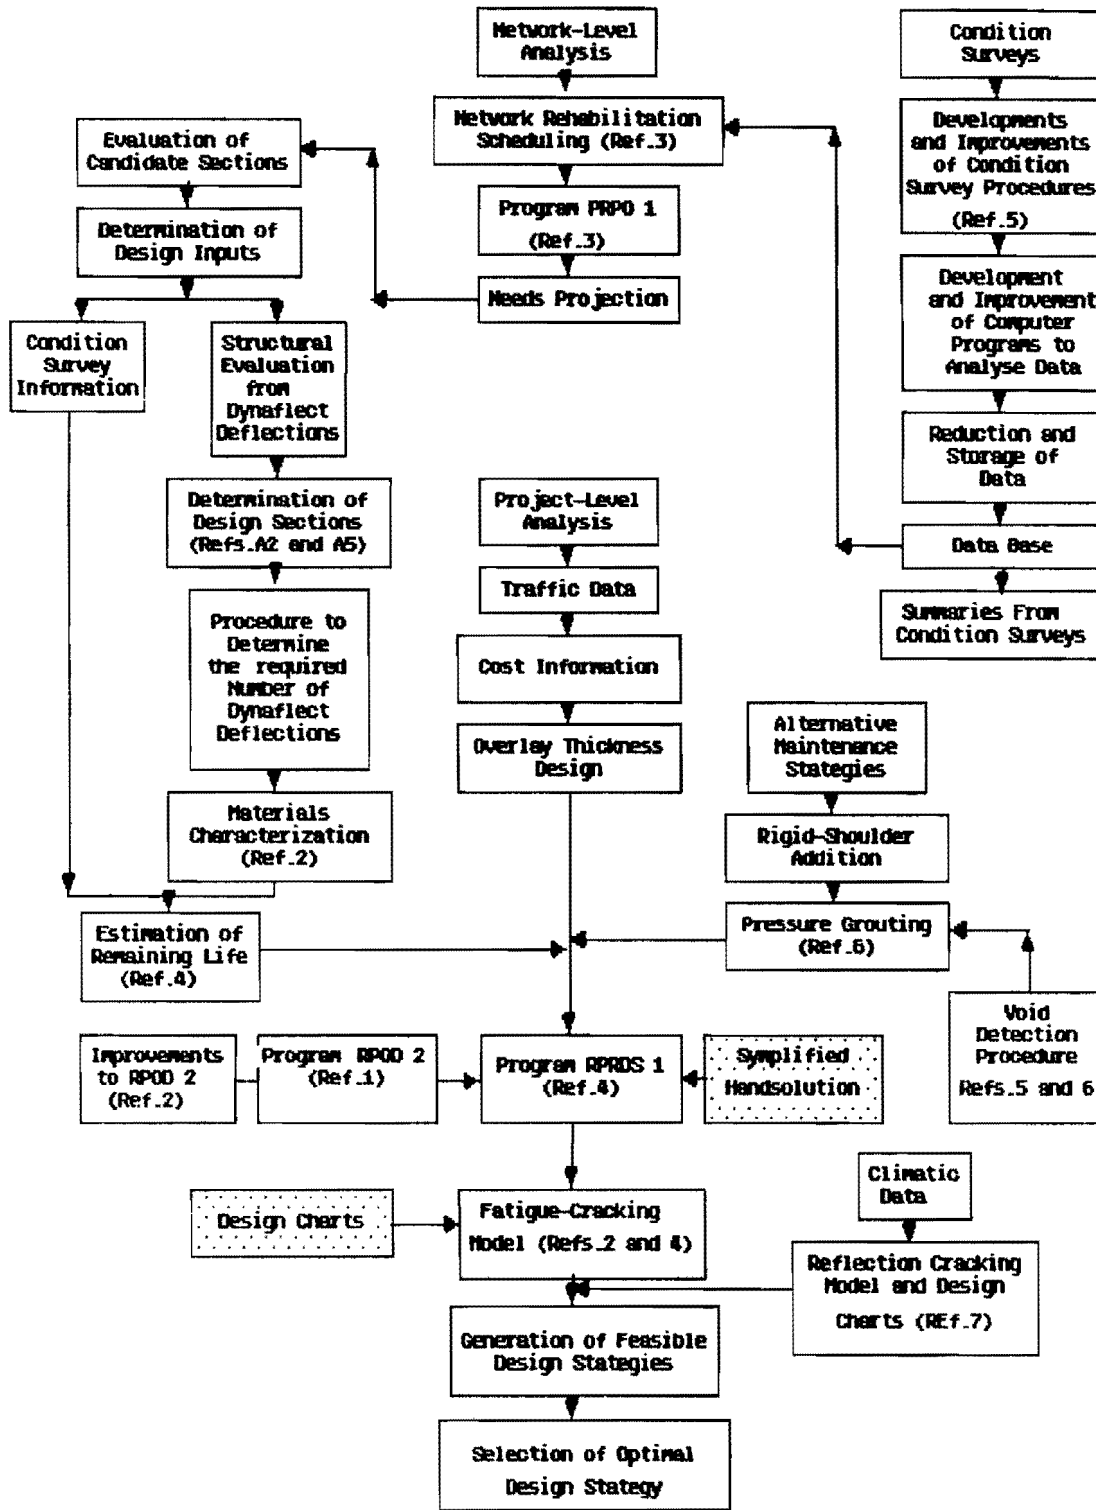 Network-Level
Analysis
Condition
Surveys
Network Rehabilitation
Scheduling (Ref.3)
Developments
and Improvements
of Condition
Survey Procedures
(Ref.5)
Evaluation of
Candidate Sections
Program PRPO 1
(Ref.3)
Determination of
Design Inputs
Needs Projection
Development
and Improvement
of Computer
Programs to
Analyse Data
Condition
Survey
Information
Structural
Evaluation
from
Dynaflect
Deflections
Reduction and
Storage of
Data
Determination of
Design Sections
(Refs.A2 and A5)
Project-Level
Analysis
Data Base
Traffic Data
Summaries From
Condition Surveys
Procedure to
Determine
the required
Number of
Dynaflect
Deflections
Cost Information
Overlay Thickness
Design
Alternative
Maintenance
Stategies
Materials
Characterization
(Ref.2)
Rigid-Shoulder
Addition
Estimation of
Remaining Life
(Ref.4)
Pressure Grouting
(Ref.6)
Void
Detection
Procedure
Refs.5 and 6
Improvements
to RPOD 2
(Ref.2)
Program RPOD 2
(Ref.1)
Program RPRDS 1
(Ref.4)
Symplified
Handsolution
Climatic
Data
Design Charts
Fatigue-Cracking
Model (Refs.2 and 4)
Reflection Cracking
Model and Design
Charts (REf.7)
Generation of Feasible
Design Stategies
Selection of Optimal
Design Stategy